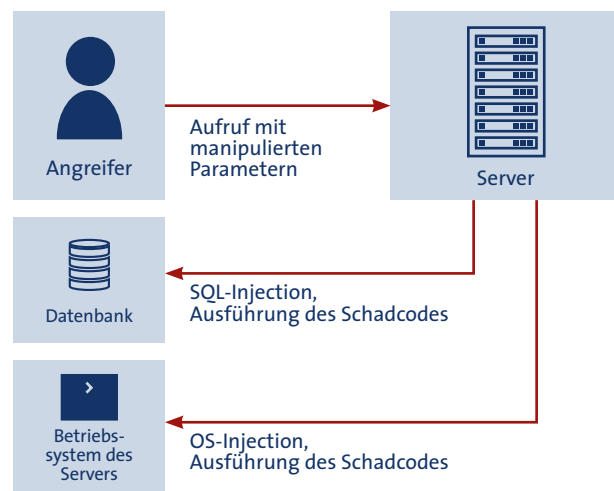 Angreifer
Aufruf mit
manipulierten
Parametern
Server
Datenbank
SQL-Injection,
Ausführung des Schadcodes
Betriebs-
system des
Servers
OS-Injection,
Ausführung des Schadcodes